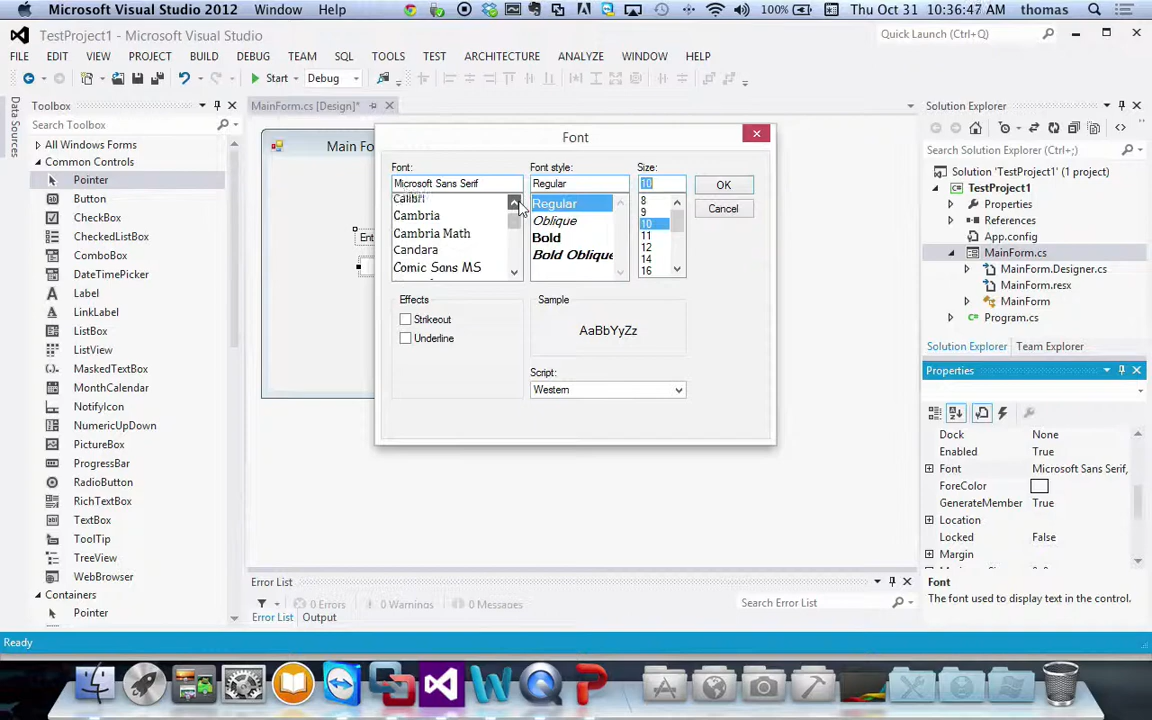 Microsoft Visual Studio 2012 Window Help
100% Thu Oct 31 10:36:47 AM thomas
TestProject1 - Microsoft Visual Studio
Quick Launch (Ctrl+Q)
FILE EDIT VIEW PROJECT BUILD DEBUG TEAM SQL TOOLS TEST ARCHITECTURE ANALYZE WINDOW HELP
Start Debug
Data Sources
Toolbox
Search Toolbox
All Windows Forms
Common Controls
Pointer
Button
CheckBox
CheckedListBox
ComboBox
DateTimePicker
Label
LinkLabel
ListBox
ListView
MaskedTextBox
MonthCalendar
NotifyIcon
NumericUpDown
PictureBox
ProgressBar
RadioButton
RichTextBox
TextBox
ToolTip
TreeView
WebBrowser
Containers
Pointer
MainForm.cs [Design]*
Main Fo
Ent
Font
Font:
Microsoft Sans Serif
Calibri
Cambria
Cambria Math
Candara
Comic Sans MS
Font style:
Regular
Regular
Oblique
Bold
Bold Oblique
Size:
10
8
9
10
11
12
14
16
OK
Cancel
Effects
Strikeout
Underline
Sample
AaBbYyZz
Script:
Western
Error List
0 Errors 0 Warnings 0 Messages
Search Error List
Error List Output
Solution Explorer
Search Solution Explorer (Ctrl+;)
Solution 'TestProject1' (1 project)
TestProject1
Properties
References
App.config
MainForm.cs
MainForm.Designer.cs
MainForm.resx
MainForm
Program.cs
Solution Explorer Team Explorer
Properties
Dock None
Enabled True
Font Microsoft Sans Serif,
ForeColor
GenerateMember True
Location
Locked False
Margin
Font
The font used to display text in the control.
Ready